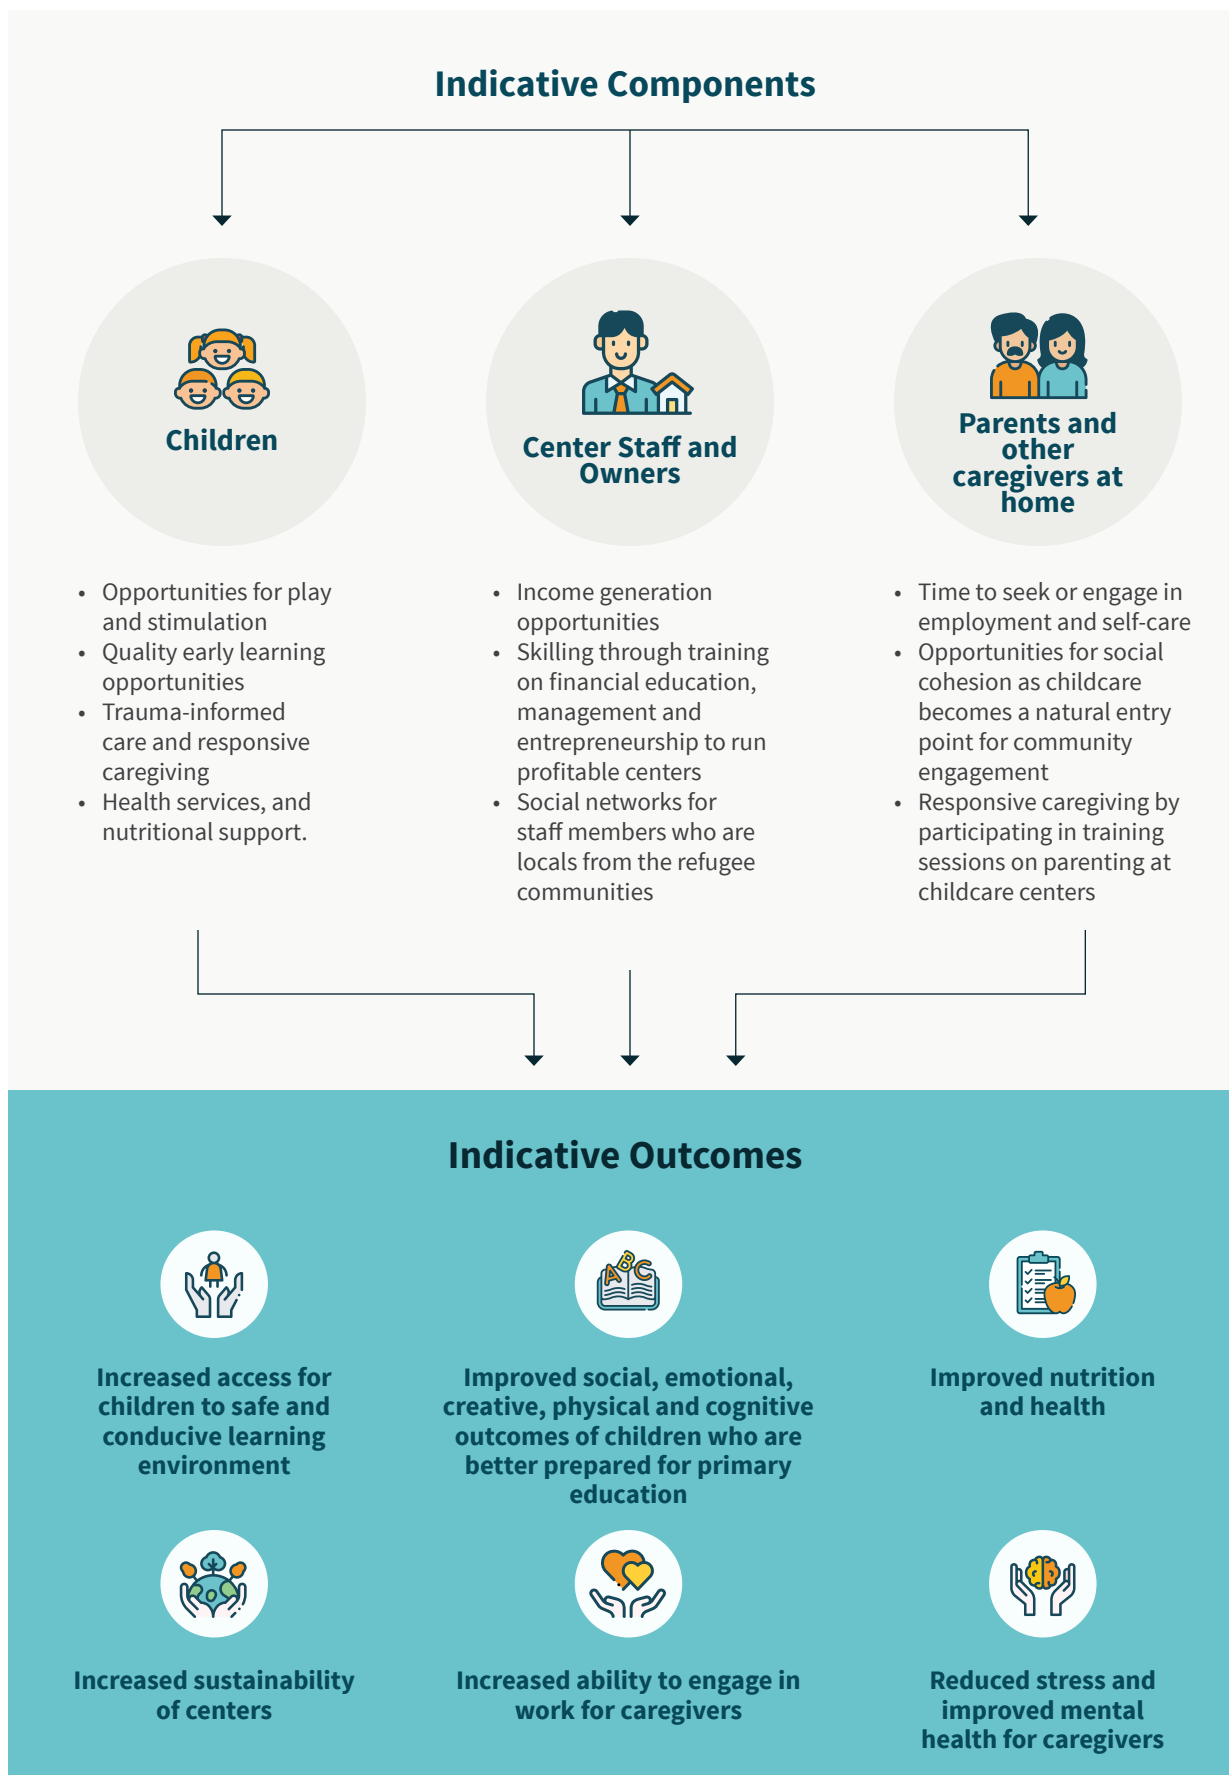 Indicative Components
Children
Center Staff and
Owners
Parents and
other
caregivers at
home
• Opportunities for play
and stimulation
• Quality early learning
opportunities
• Trauma-informed
care and responsive
caregiving
• Health services, and
nutritional support.
• Income generation
opportunities
• Skilling through training
on financial education,
management and
entrepreneurship to run
profitable centers
• Social networks for
staff members who are
locals from the refugee
communities
• Time to seek or engage in
employment and self-care
• Opportunities for social
cohesion as childcare
becomes a natural entry
point for community
engagement
• Responsive caregiving by
participating in training
sessions on parenting at
childcare centers
Indicative Outcomes
ABC
Increased access for
children to safe and
conducive learning
environment
Improved social, emotional,
creative, physical and cognitive
outcomes of children who are
better prepared for primary
education
Improved nutrition
and health
Increased sustainability
of centers
Increased ability to engage in
work for caregivers
Reduced stress and
improved mental
health for caregivers